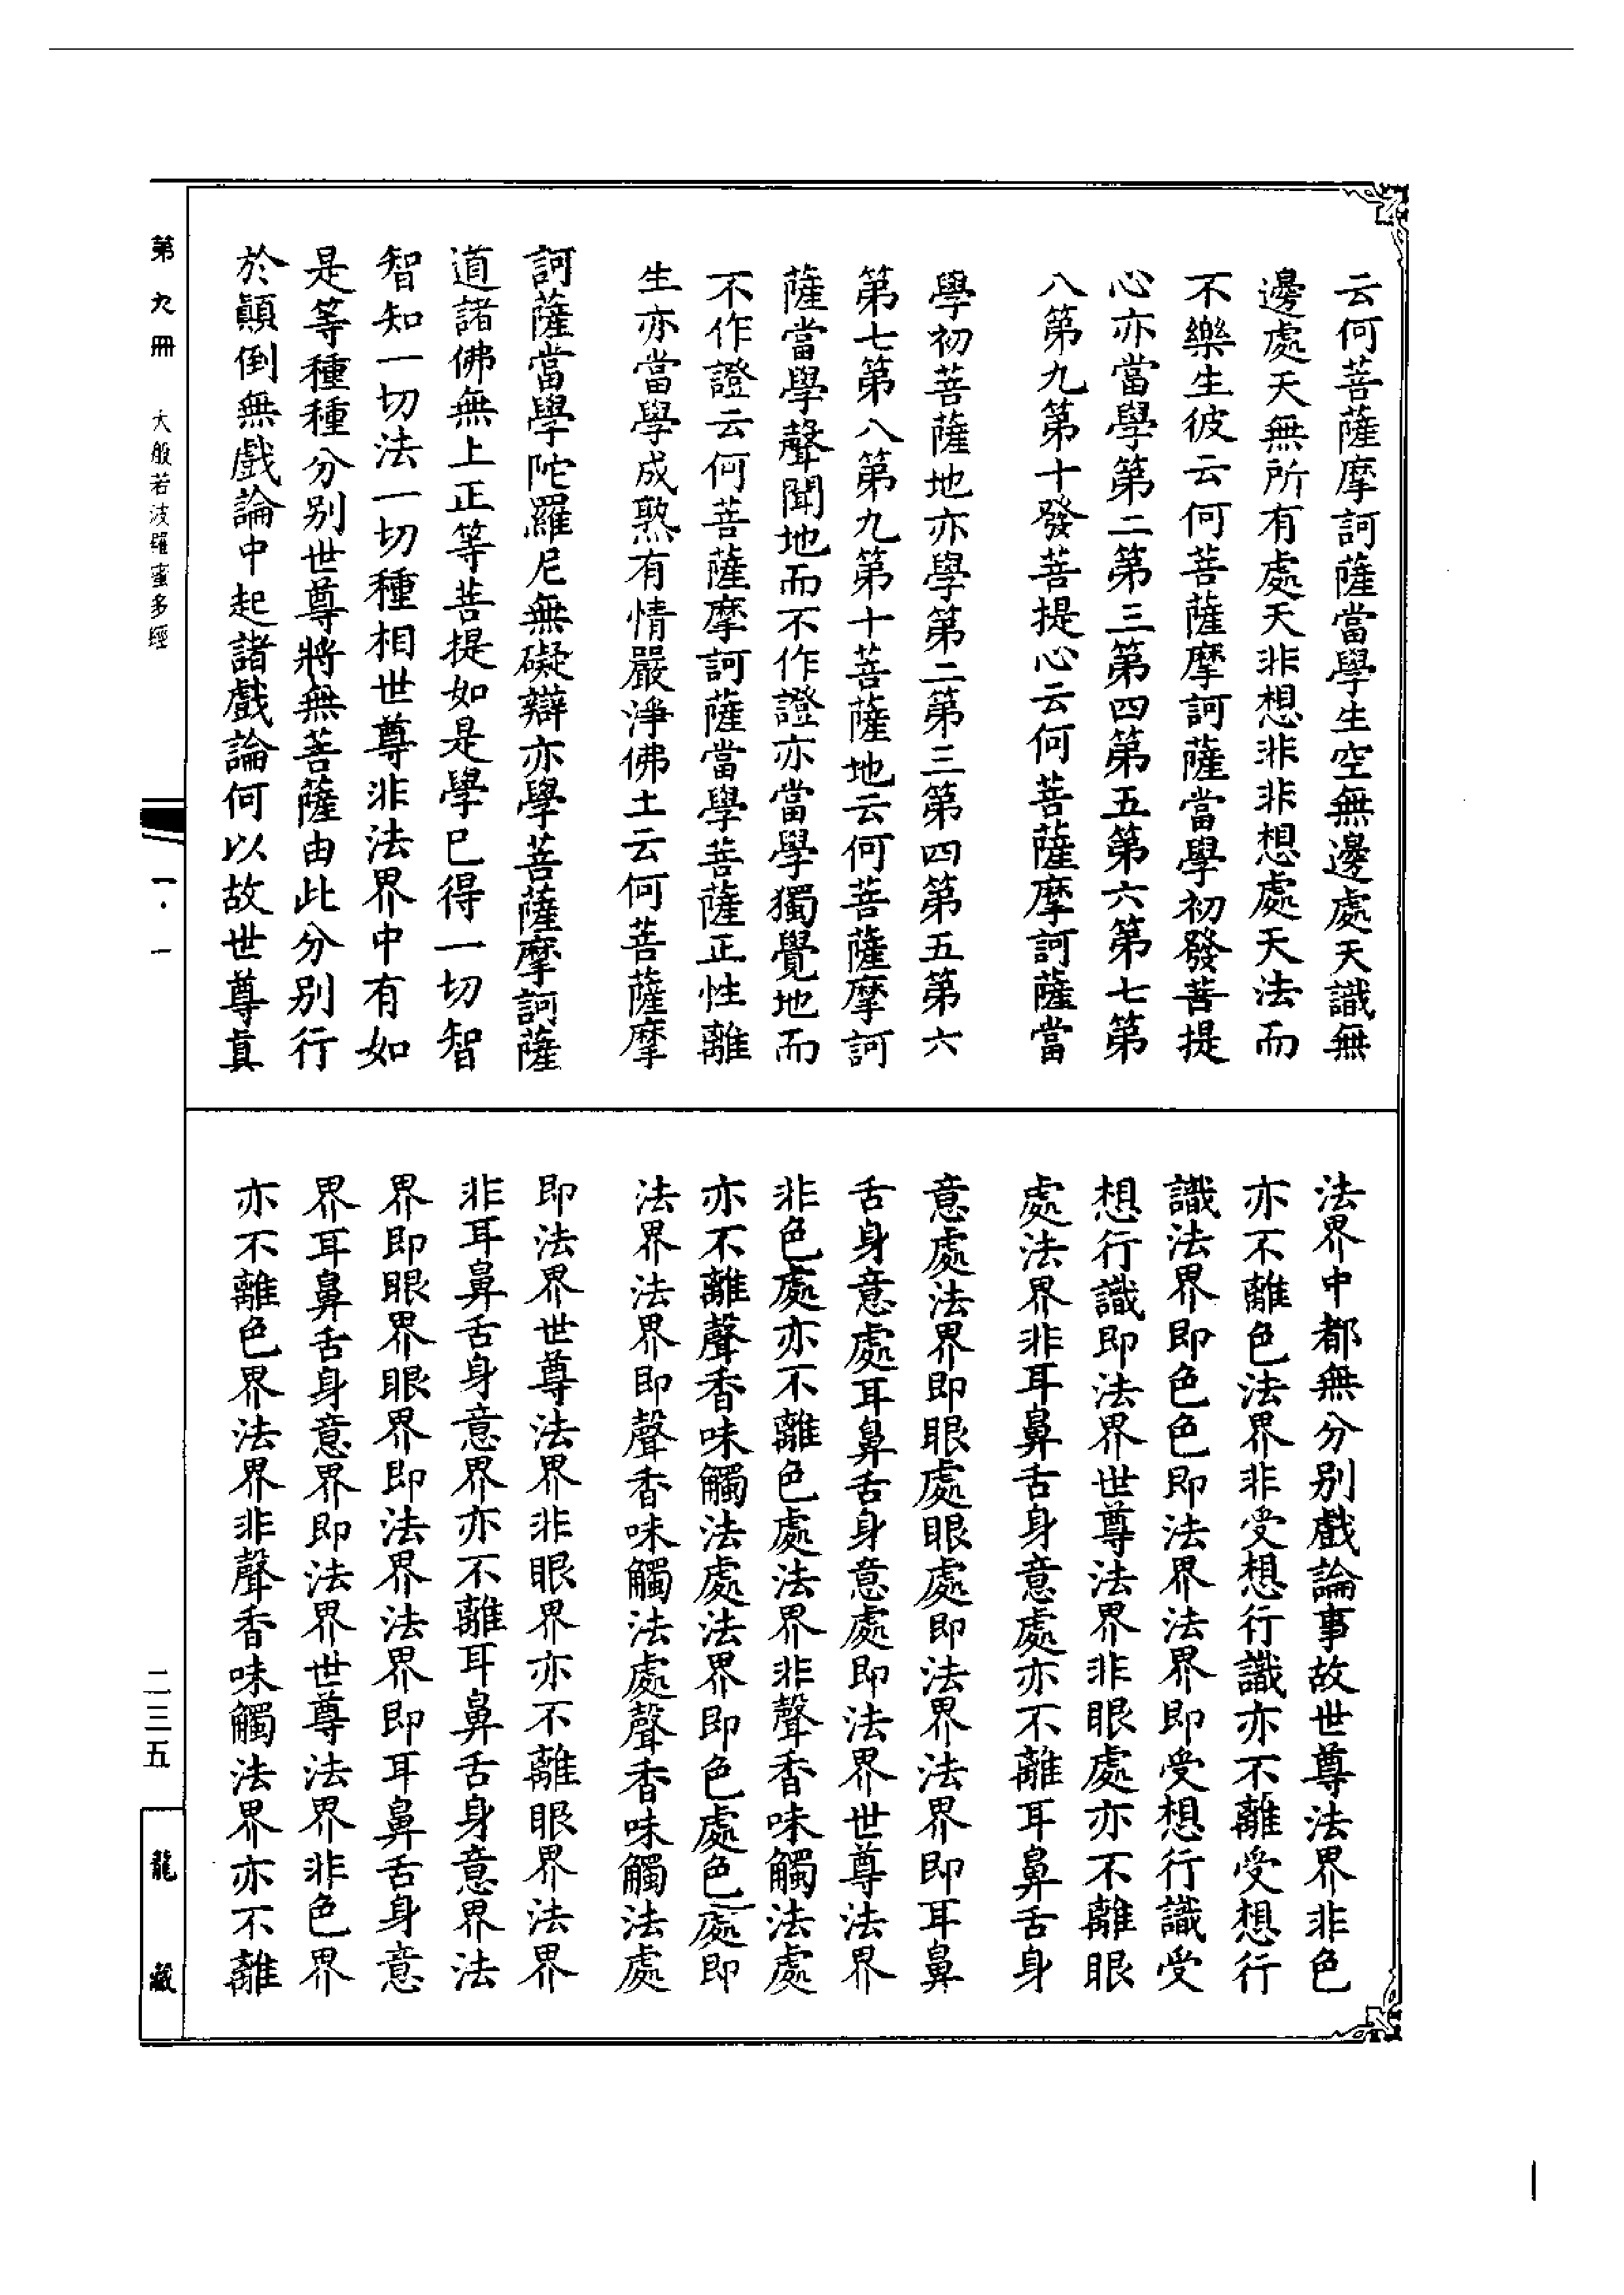 云何菩薩摩訶薩當學生空無邊處天識無
邊處天無所有處天非想非非想處天法而
不樂生彼云何菩薩摩訶薩當學初發菩提
心亦當學第二第三第四第五第六第七第
八第九第十發菩提心云何菩薩摩訶薩當
學初菩薩地亦學第二第三第四第五第六
第七第八第九第十菩薩地云何菩薩摩訶
薩當學聲聞地而不作證亦當學獨覺地而
不作證云何菩薩摩訶薩當學菩薩正性離
生亦當學成熟有情嚴淨佛土云何菩薩摩
訶薩當學陀羅尼無礙辯亦學菩薩摩訶薩
道諸佛無上正等菩提如是學已得一切智
智知一切法一切種相世尊非法界中有如
是等種種分別世尊將無菩薩由此分別行
於顛倒無戲論中起諸戲論何以故世尊真
法界中都無分別戲論事故世尊法界非色
亦不離色法界非受想行識亦不離受想行
識法界即色色即法界法界即受想行識受
想行識即法界世尊法界非眼處亦不離眼
處法界非耳鼻舌身意處亦不離耳鼻舌身
意處法界即眼處眼處即法界法界即耳鼻
舌身意處耳鼻舌身意處即法界世尊法界
非色處亦不離色處法界非聲香味觸法處
亦不離聲香味觸法處法界即色處色處即
法界法界即聲香味觸法處聲香味觸法處
即法界世尊法界非眼界亦不離眼界法界
非耳鼻舌身意界亦不離耳鼻舌身意界法
界即眼界眼界即法界法界即耳鼻舌身意
界耳鼻舌身意界即法界世尊法界非色界
亦不離色界法界非聲香味觸法界亦不離
第九冊 大般若波羅蜜多經
一·一
二三五
龍藏